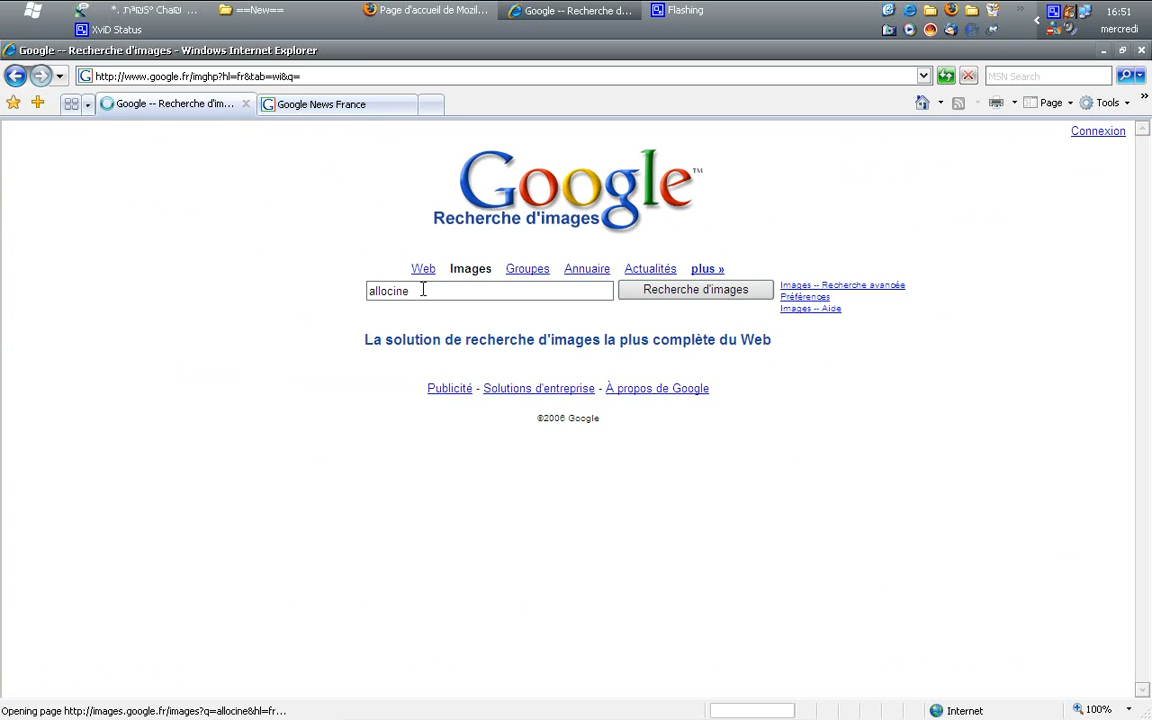 ==New== Page d'accueil de Mozil... Google -- Recherche d... Flashing 16:51
XviD Status mercredi
Google -- Recherche d'images - Windows Internet Explorer
http://www.google.fr/imghp?hl=fr&tab=wi&q= MSN Search
Google -- Recherche d'im... Google News France Page Tools
Connexion
Google™
Recherche d'images
Web Images Groupes Annuaire Actualités plus »
allocine Recherche d'images Images -- Recherche avancée
Préférences
Images -- Aide
La solution de recherche d'images la plus complète du Web
Publicité - Solutions d'entreprise - À propos de Google
©2006 Google
Opening page http://images.google.fr/images?q=allocine&hl=fr... Internet 100%